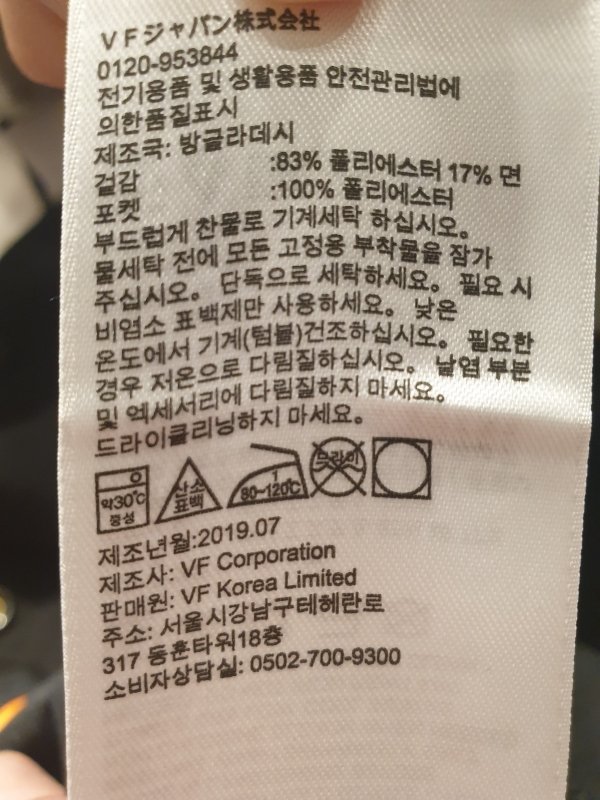 VFジャパン株式会社
0120-953844
전기용품 및 생활용품 안전관리법에
의한품질표시
제조국: 방글라데시
겉감 :83% 폴리에스터 17% 면
포켓 :100% 폴리에스터
부드럽게 찬물로 기계세탁 하십시오.
물세탁 전에 모든 고정용 부착물을 잠가
주십시오. 단독으로 세탁하세요. 필요 시
비염소 표백제만 사용하세요. 낮은
온도에서 기계(텀블)건조하십시오. 필요한
경우 저온으로 다림질하십시오. 날염 부분
및 엑세서리에 다림질하지 마세요.
드라이클리닝하지 마세요.
약30℃ 중성
산소 표백
80~120℃
드라이
제조년월:2019.07
제조사: VF Corporation
판매원: VF Korea Limited
주소: 서울시강남구테헤란로
317 동훈타워18층
소비자상담실: 0502-700-9300